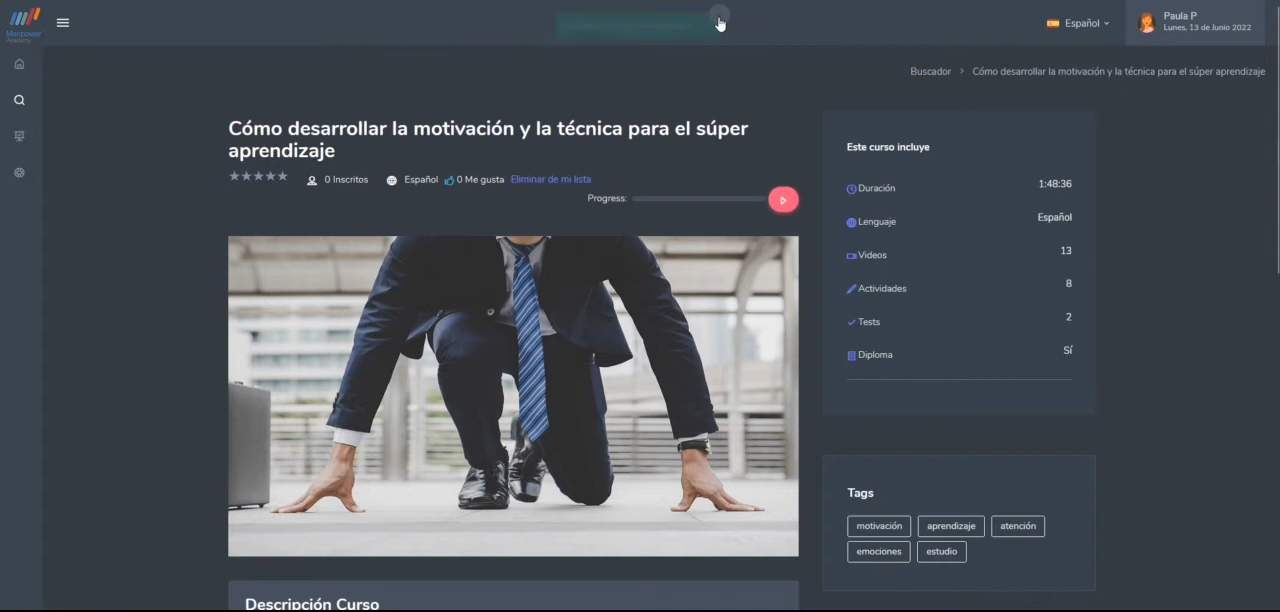 Manpower
Academy
Español
Paula P
Lunes, 13 de Junio 2022
Buscador > Cómo desarrollar la motivación y la técnica para el súper aprendizaje
Cómo desarrollar la motivación y la técnica para el súper
aprendizaje
0 Inscritos Español 0 Me gusta Eliminar de mi lista
Progress:
Este curso incluye
Duración 1:48:36
Lenguaje Español
Videos 13
Actividades 8
Tests 2
Diploma Sí
Tags
motivación aprendizaje atención
emociones estudio
Descripción Curso